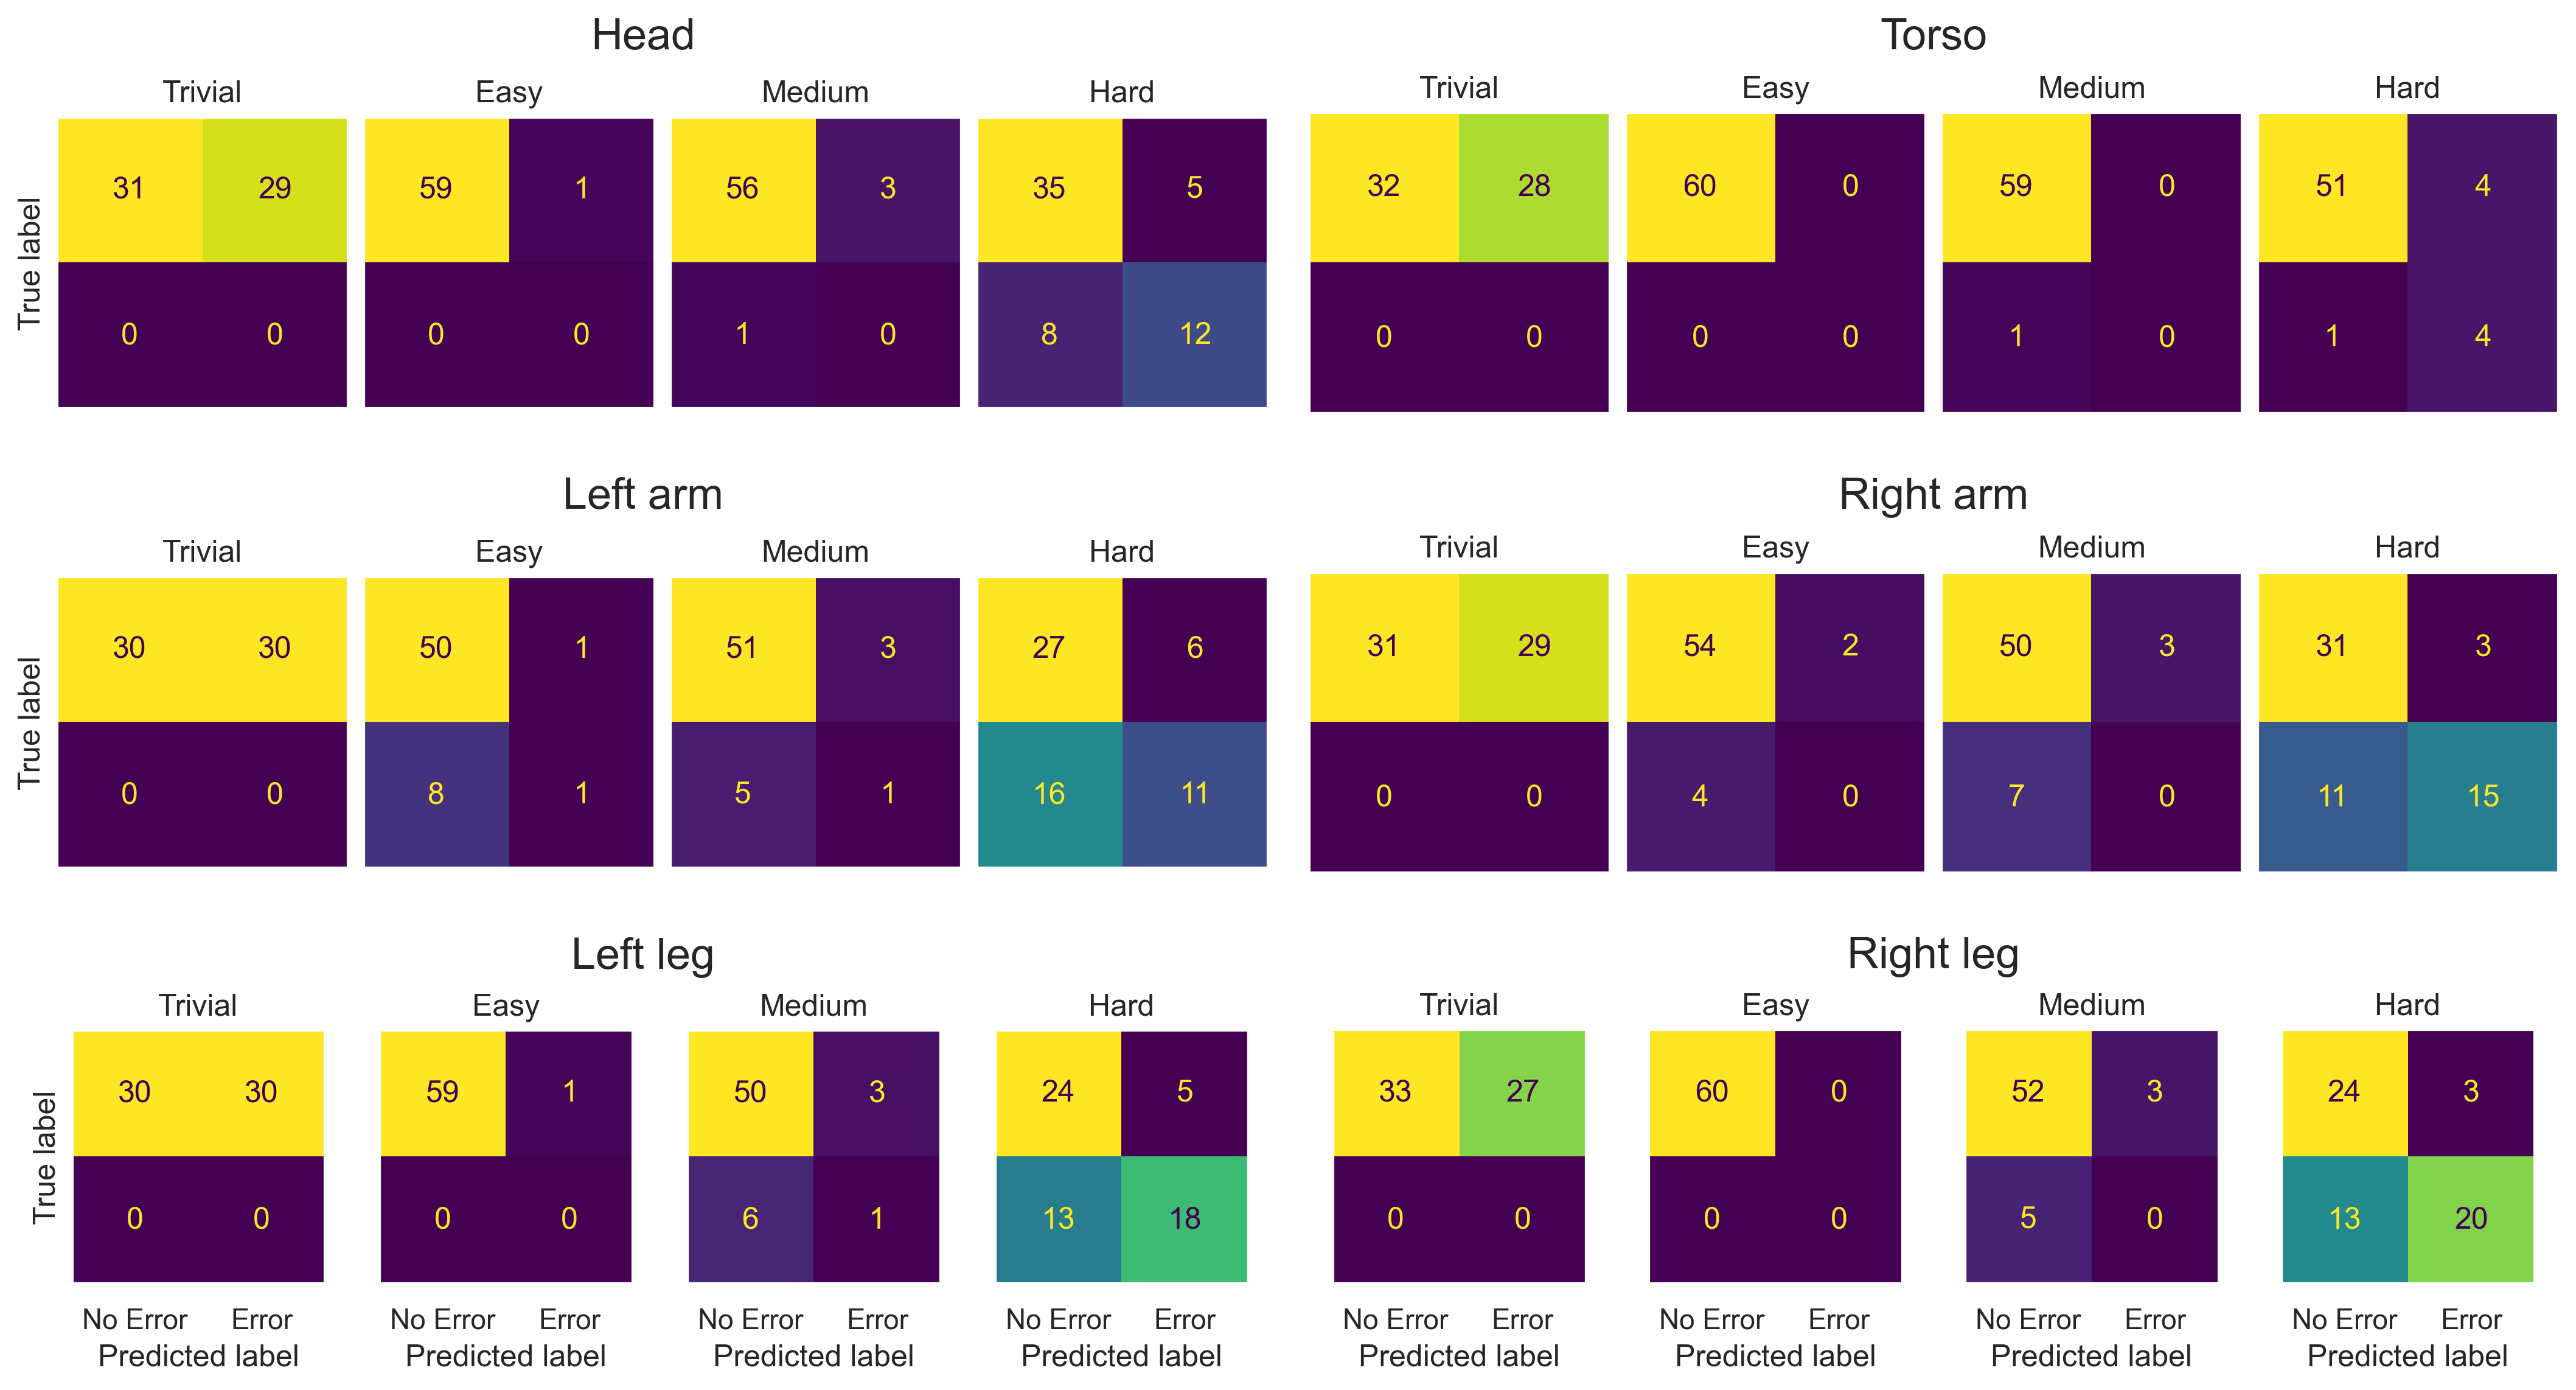 Head
Trivial Easy Medium Hard
True label
31 29 59 1 56 3 35 5
0 0 0 0 1 0 8 12
Torso
Trivial Easy Medium Hard
32 28 60 0 59 0 51 4
0 0 0 0 1 0 1 4
Left arm
Trivial Easy Medium Hard
True label
30 30 50 1 51 3 27 6
0 0 8 1 5 1 16 11
Right arm
Trivial Easy Medium Hard
31 29 54 2 50 3 31 3
0 0 4 0 7 0 11 15
Left leg
Trivial Easy Medium Hard
True label
30 30 59 1 50 3 24 5
0 0 0 0 6 1 13 18
No Error Error No Error Error No Error Error No Error Error
Predicted label Predicted label Predicted label Predicted label
Right leg
Trivial Easy Medium Hard
33 27 60 0 52 3 24 3
0 0 0 0 5 0 13 20
No Error Error No Error Error No Error Error No Error Error
Predicted label Predicted label Predicted label Predicted label